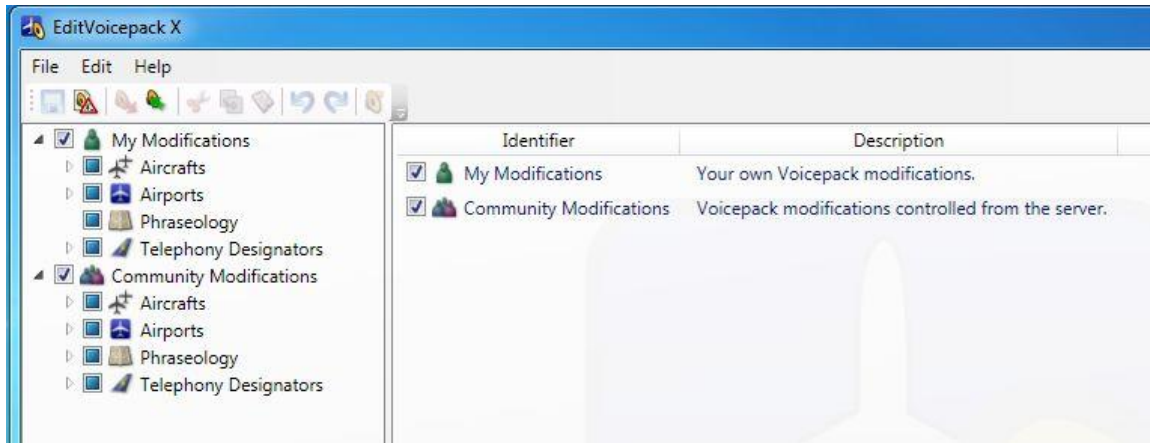 EditVoicepack X
File Edit Help
My Modifications
Aircrafts
Airports
Phraseology
Telephony Designators
Community Modifications
Aircrafts
Airports
Phraseology
Telephony Designators
Identifier Description
My Modifications Your own Voicepack modifications.
Community Modifications Voicepack modifications controlled from the server.